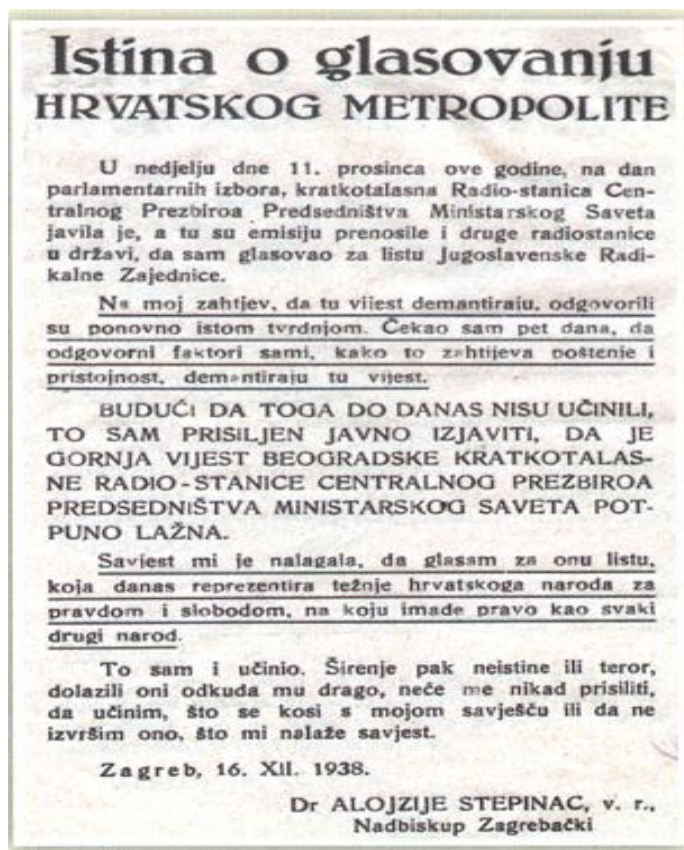 Istina o glasovanju
HRVATSKOG METROPOLITE
U nedjelju dne 11. prosinca ove godine, na dan
parlamentarnih izbora, kratkotalasna Radio-stanica Cen-
tralnog Prezbiroa Predsedništva Ministarskog Saveta
javila je, a tu su emisiju prenosile i druge radiostanice
u državi, da sam glasovao za listu Jugoslavenske Radi-
kalne Zajednice.
Na moj zahtjev, da tu vijest demantiraju, odgovorili
su ponovno istom tvrdnjom. Čekao sam pet dana, da
odgovorni faktori sami, kako to zahtijeva poštenje i
pristojnost, demantiraju tu vijest.
BUDUĆI DA TOGA DO DANAS NISU UČINILI,
TO SAM PRISILJEN JAVNO IZJAVITI, DA JE
GORNJA VIJEST BEOGRADSKE KRATKOTALAS-
NE RADIO-STANICE CENTRALNOG PREZBIROA
PREDSEDNIŠTVA MINISTARSKOG SAVETA POT-
PUNO LAŽNA.
Savjest mi je nalagala, da glasam za onu listu,
koja danas reprezentira težnje hrvatskoga naroda za
pravdom i slobodom, na koju imade pravo kao svaki
drugi narod.
To sam i učinio. Širenje pak neistine ili teror,
dolazili oni odkuda mu drago, neće me nikad prisiliti,
da učinim, što se kosi s mojom savješću ili da ne
izvršim ono, što mi nalaže savjest.
Zagreb, 16. XII. 1938.
Dr ALOJZIJE STEPINAC, v. r.,
Nadbiskup Zagrebački